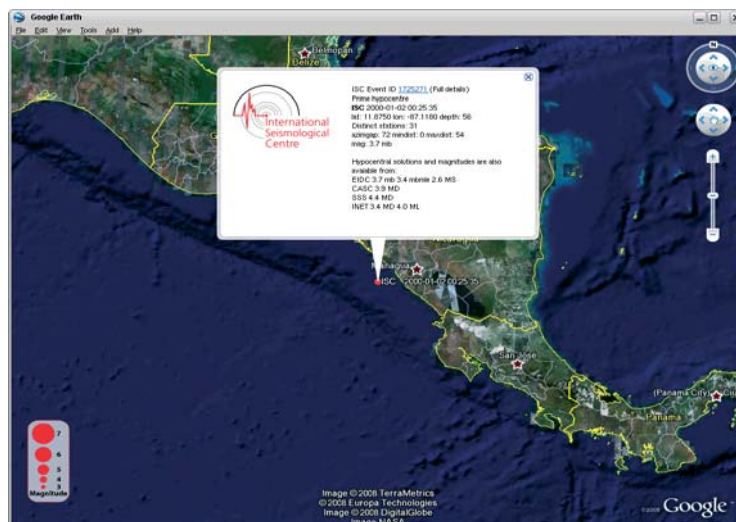 Google Earth
File Edit View Tools Add Help
Belmopan
Belize
International
Seismological
Centre
ISC Event ID 1725271 (Full details)
Prime hypocentre
ISC 2000-01-02 00:25:35
lat: 11.8750 lon: -87.1180 depth: 56
Distinct stations: 31
azimgap: 72 mindist: 0 maxdist: 54
mag: 3.7 mb
Hypocentral solutions and magnitudes are also
avaiable from:
EIDC 3.7 mb 3.4 mbmle 2.6 MS
CASC 3.9 MD
SSS 4.4 MD
INET 3.4 MD 4.0 ML
Nicaragua
Managua
ISC 2000-01-02 00:25:35
San José
(Panama City)
Panama
N
7
6
5
4
3
Magnitude
Image © 2008 TerraMetrics
© 2008 Europa Technologies
Image © 2008 DigitalGlobe
Image NASA
©2008 Google